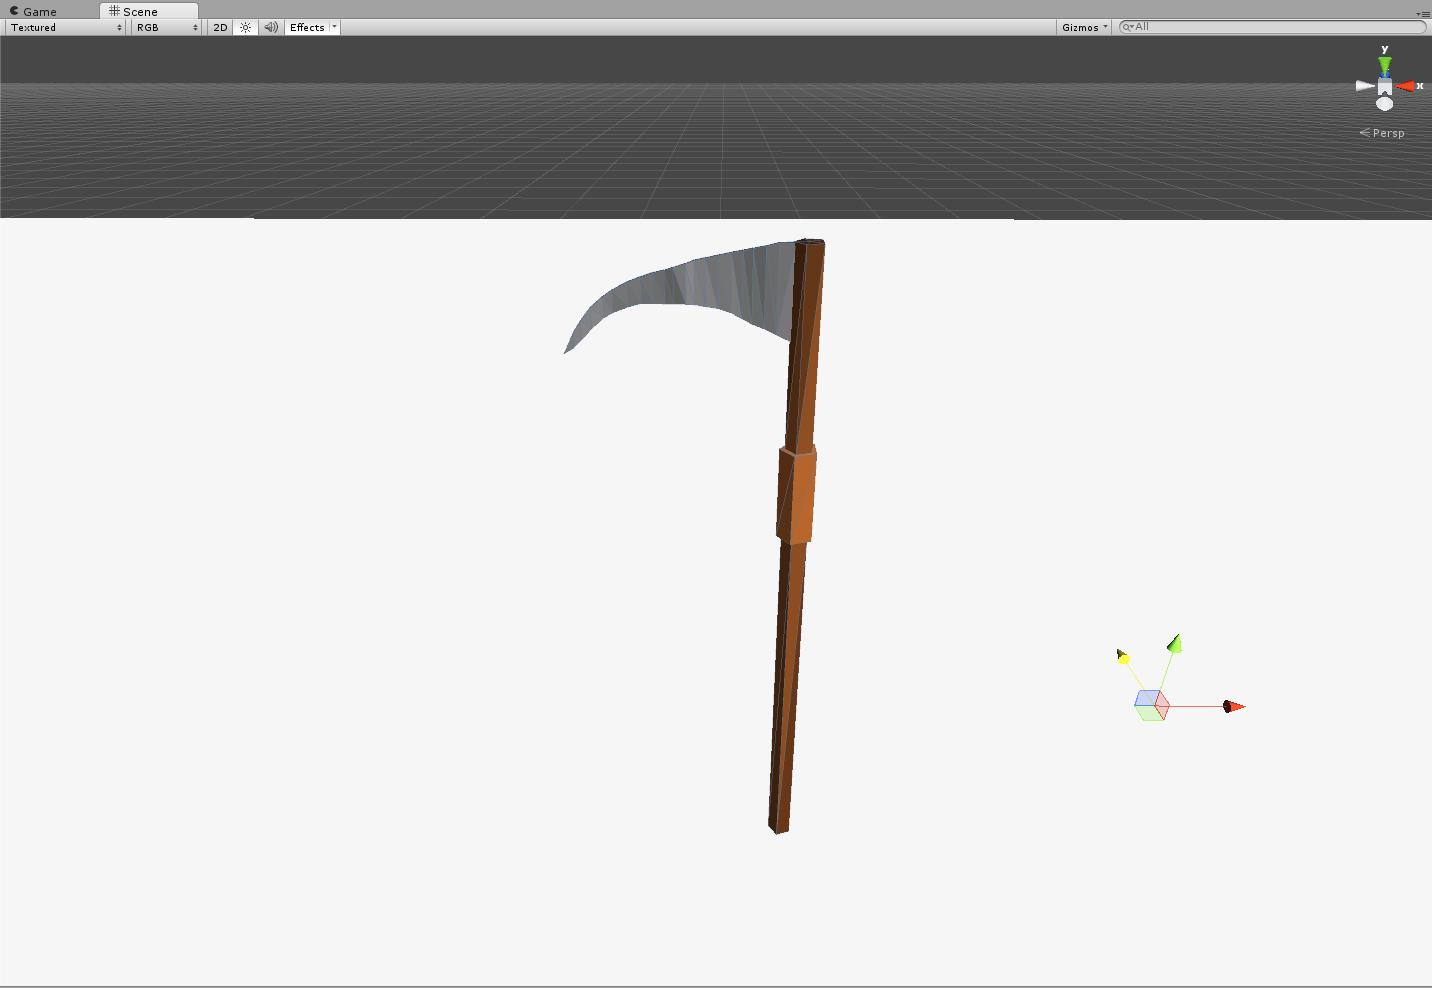 Game
Scene
Textured
RGB
2D
Effects
Gizmos
All
y
x
Persp